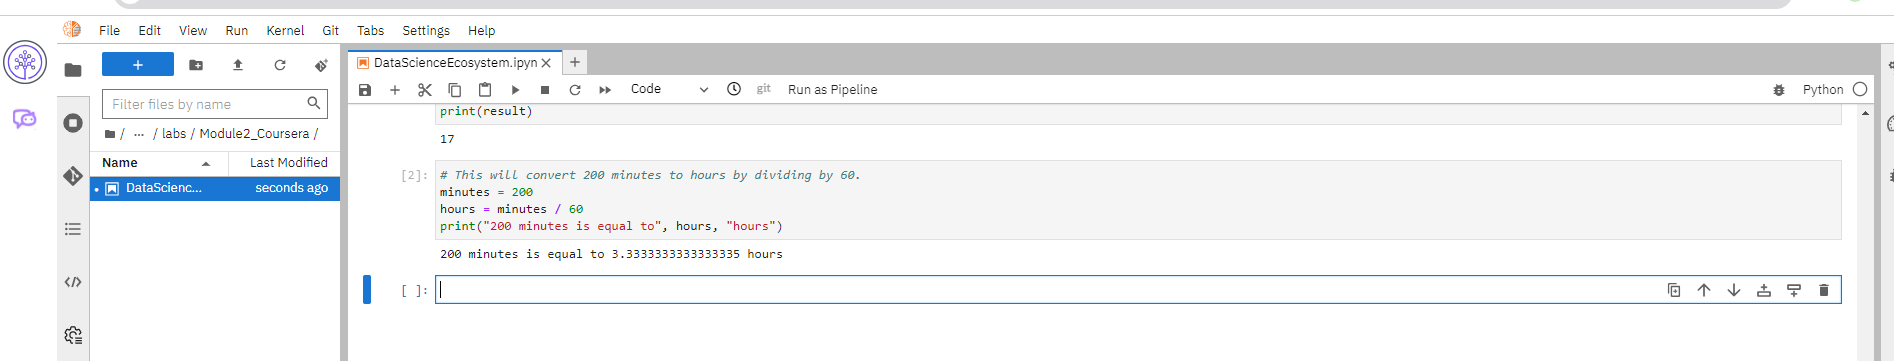 File Edit View Run Kernel Git Tabs Settings Help
+
Filter files by name
/ ... / labs / Module2_Coursera /
Name Last Modified
DataScienc... seconds ago
DataScienceEcosystem.ipyn × +
Code git Run as Pipeline Python
print(result)
17
[2]: # This will convert 200 minutes to hours by dividing by 60.
minutes = 200
hours = minutes / 60
print("200 minutes is equal to", hours, "hours")
200 minutes is equal to 3.3333333333333335 hours
[ ]: